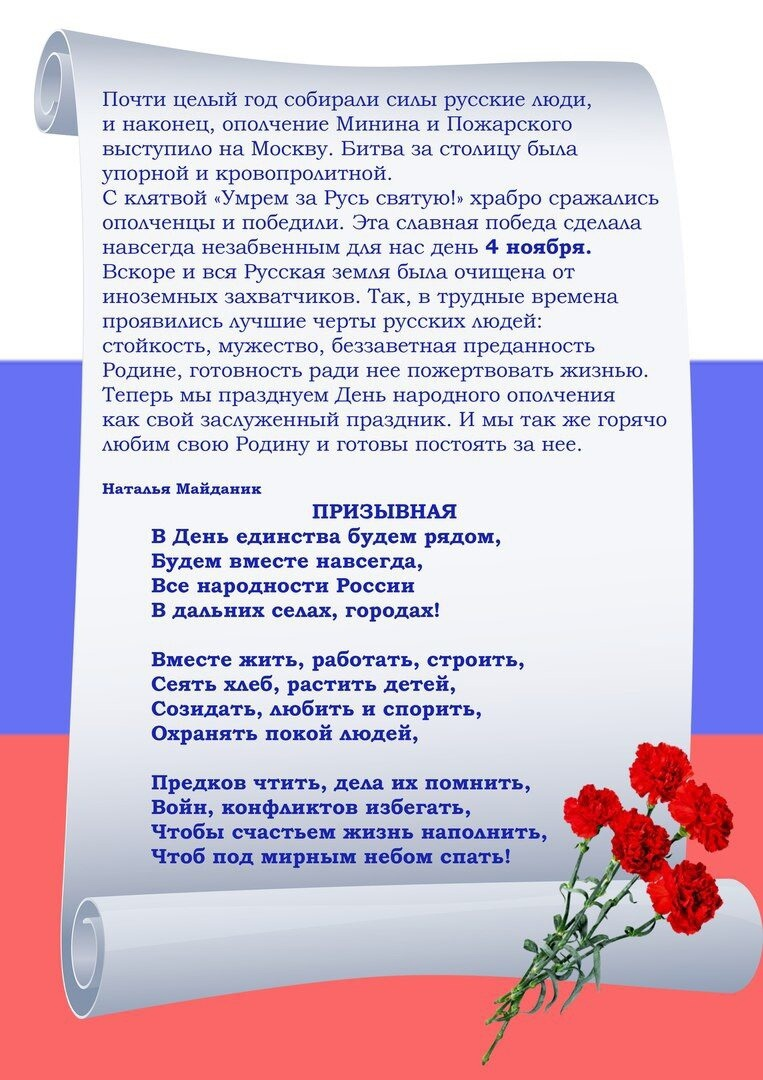 Почти целый год собирали силы русские люди,
и наконец, ополчение Минина и Пожарского
выступило на Москву. Битва за столицу была
упорной и кровопролитной.
С клятвой «Умрем за Русь святую!» храбро сражались
ополченцы и победили. Эта славная победа сделала
навсегда незабвенным для нас день 4 ноября.
Вскоре и вся Русская земля была очищена от
иноземных захватчиков. Так, в трудные времена
проявились лучшие черты русских людей:
стойкость, мужество, беззаветная преданность
Родине, готовность ради нее пожертвовать жизнью.
Теперь мы празднуем День народного ополчения
как свой заслуженный праздник. И мы так же горячо
любим свою Родину и готовы постоять за нее.
Наталья Майданик
ПРИЗЫВНАЯ
В День единства будем рядом,
Будем вместе навсегда,
Все народности России
В дальних селах, городах!
Вместе жить, работать, строить,
Сеять хлеб, растить детей,
Созидать, любить и спорить,
Охранять покой людей,
Предков чтить, дела их помнить,
Войн, конфликтов избегать,
Чтобы счастьем жизнь наполнить,
Чтоб под мирным небом спать!